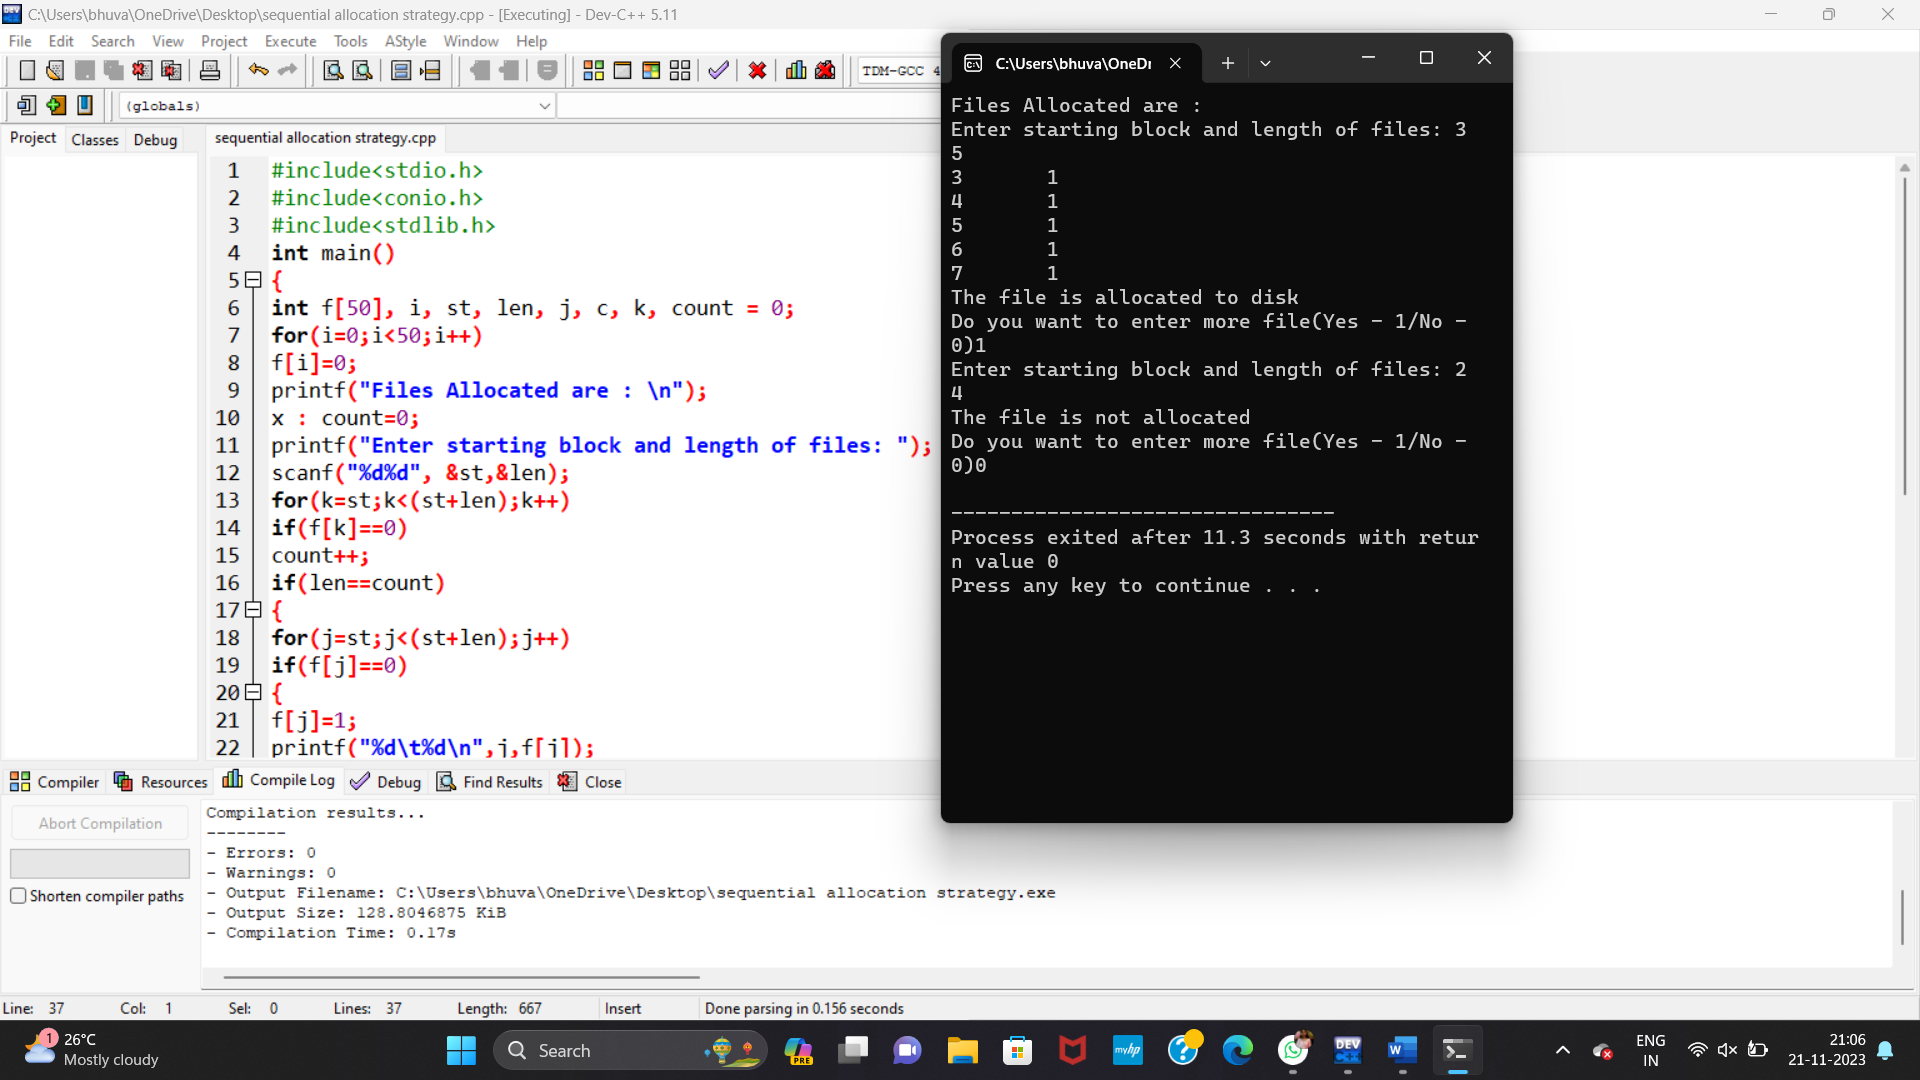 C:\Users\bhuva\OneDrive\Desktop\sequential allocation strategy.cpp - [Executing] - Dev-C++ 5.11
File Edit Search View Project Execute Tools AStyle Window Help
TDM-GCC 4
(globals)
Project Classes Debug
sequential allocation strategy.cpp
1 #include<stdio.h>
2 #include<conio.h>
3 #include<stdlib.h>
4 int main()
5 {
6 int f[50], i, st, len, j, c, k, count = 0;
7 for(i=0;i<50;i++)
8 f[i]=0;
9 printf("Files Allocated are : \n");
10 x : count=0;
11 printf("Enter starting block and length of files: ");
12 scanf("%d%d", &st,&len);
13 for(k=st;k<(st+len);k++)
14 if(f[k]==0)
15 count++;
16 if(len==count)
17 {
18 for(j=st;j<(st+len);j++)
19 if(f[j]==0)
20 {
21 f[j]=1;
22 printf("%d\t%d\n",j,f[j]);
C:\Users\bhuva\OneDr
Files Allocated are :
Enter starting block and length of files: 3
5
3 1
4 1
5 1
6 1
7 1
The file is allocated to disk
Do you want to enter more file(Yes - 1/No -
0)1
Enter starting block and length of files: 2
4
The file is not allocated
Do you want to enter more file(Yes - 1/No -
0)0
--------------------------------
Process exited after 11.3 seconds with retur
n value 0
Press any key to continue . . .
Compiler Resources Compile Log Debug Find Results Close
Abort Compilation
Shorten compiler paths
Compilation results...
--------
- Errors: 0
- Warnings: 0
- Output Filename: C:\Users\bhuva\OneDrive\Desktop\sequential allocation strategy.exe
- Output Size: 128.8046875 KiB
- Compilation Time: 0.17s
Line: 37 Col: 1 Sel: 0 Lines: 37 Length: 667 Insert Done parsing in 0.156 seconds
1
26°C
Mostly cloudy
Search
PRE
myhp
DEV
C++
W
ENG
IN
21:06
21-11-2023